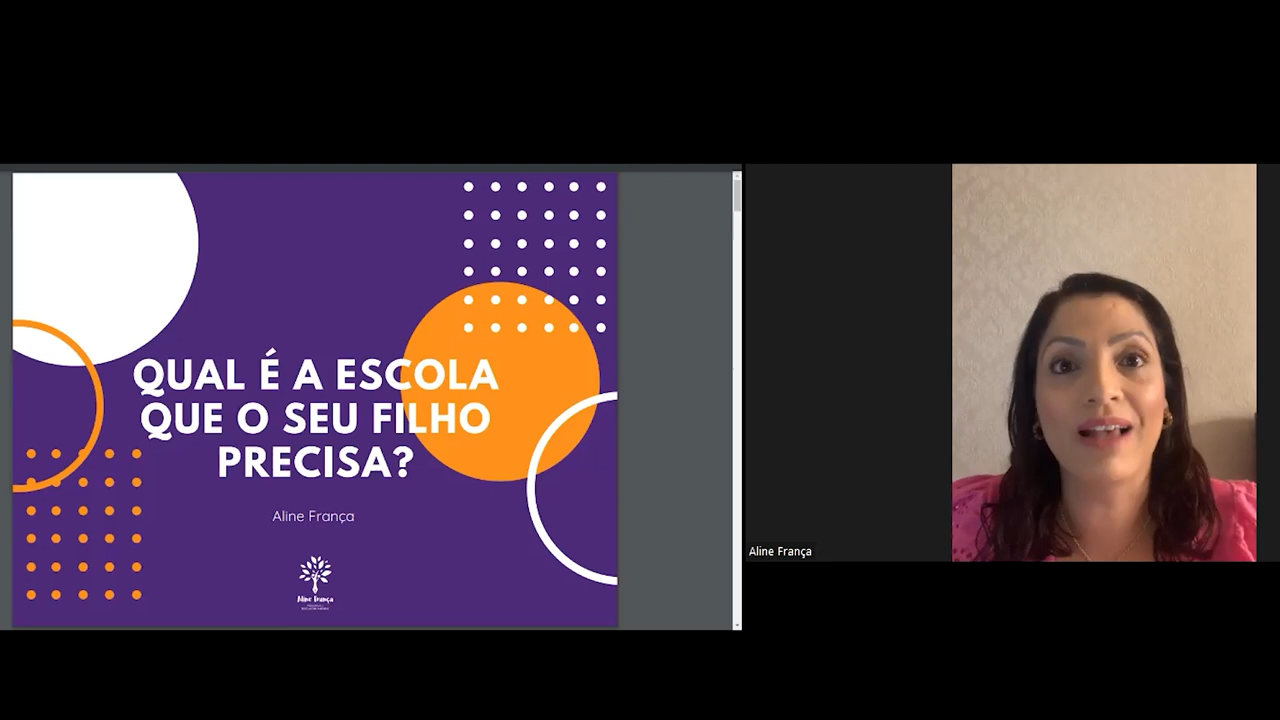 QUAL É A ESCOLA
QUE O SEU FILHO
PRECISA?
Aline França
Aline França
Aline França